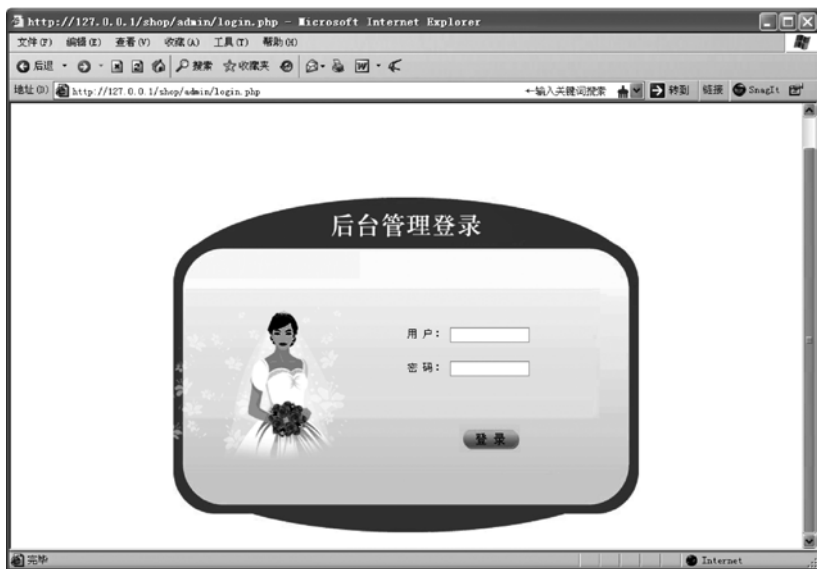 http://127.0.0.1/shop/admin/login.php - Microsoft Internet Explorer
文件(F) 编辑(E) 查看(V) 收藏(A) 工具(T) 帮助(H)
后退 搜索 收藏夹
地址(D) http://127.0.0.1/shop/admin/login.php ←输入关键词搜索 转到 链接 SnagIt
后台管理登录
用 户：
密 码：
登 录
完毕 Internet